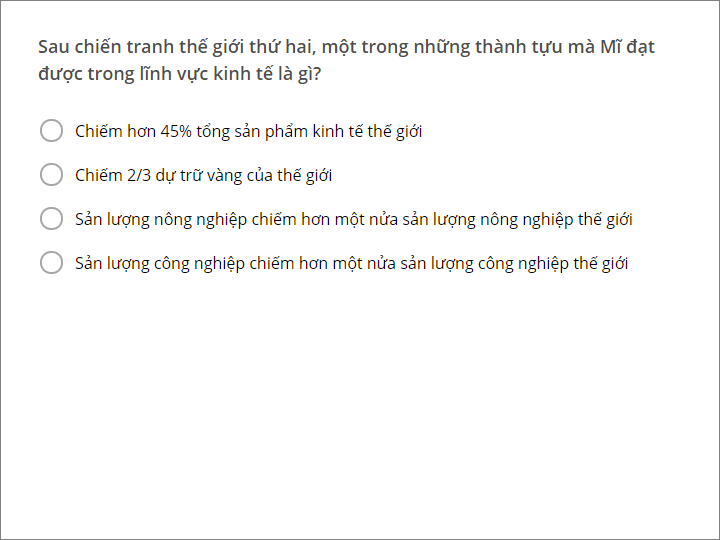 Sau chiến tranh thế giới thứ hai, một trong những thành tựu mà Mĩ đạt
được trong lĩnh vực kinh tế là gì?
Chiếm hơn 45% tổng sản phẩm kinh tế thế giới
Chiếm 2/3 dự trữ vàng của thế giới
Sản lượng nông nghiệp chiếm hơn một nửa sản lượng nông nghiệp thế giới
Sản lượng công nghiệp chiếm hơn một nửa sản lượng công nghiệp thế giới